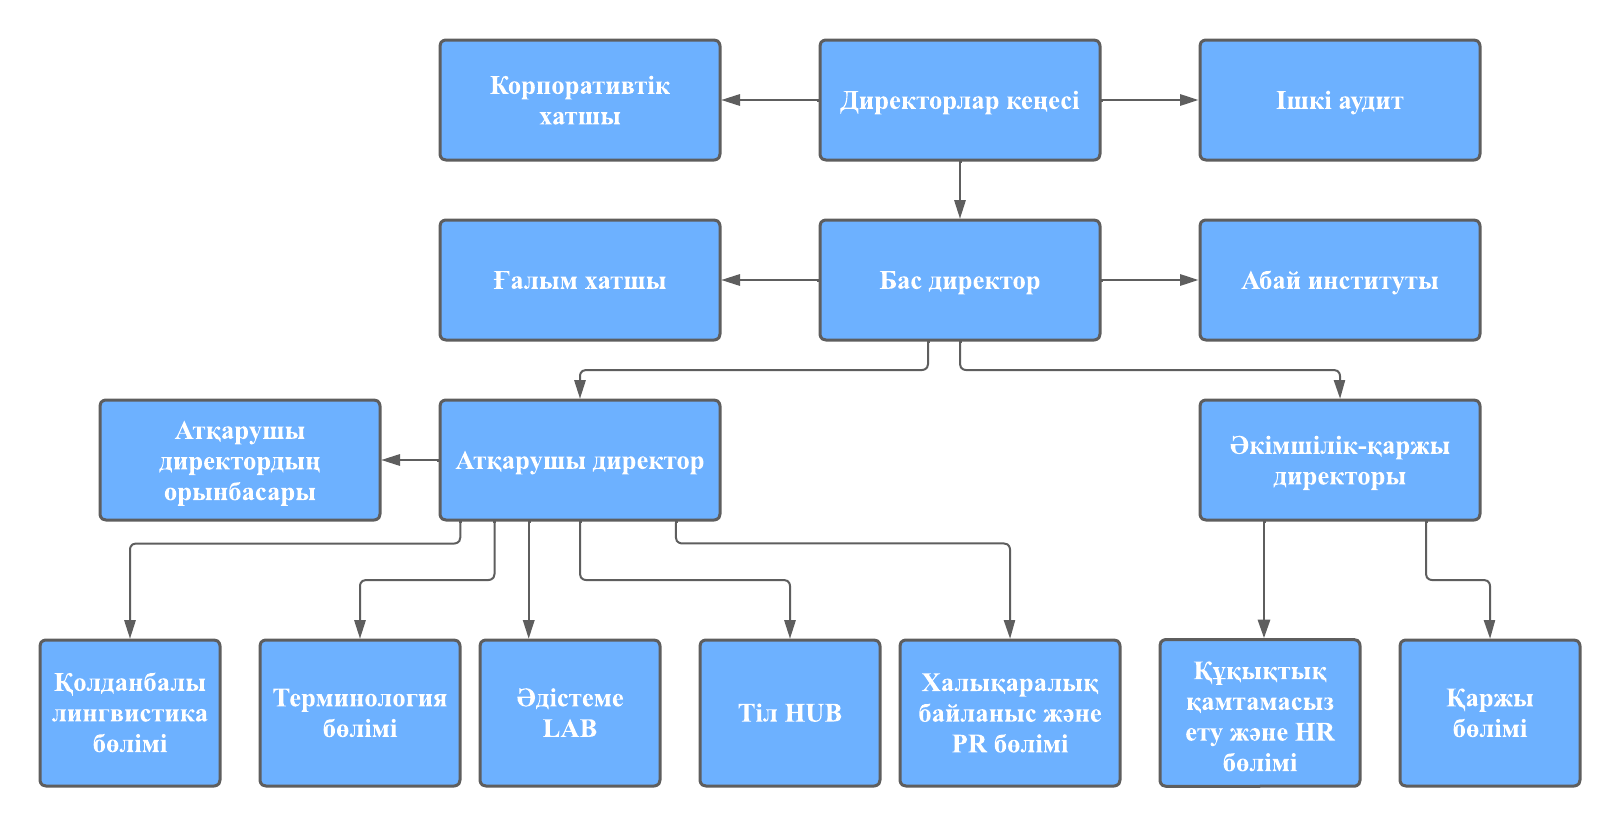 Корпоративтік
хатшы
Директорлар кеңесі
Ішкі аудит
Ғалым хатшы
Бас директор
Абай институты
Атқарушы
директордың
орынбасары
Атқарушы директор
Әкімшілік-қаржы
директоры
Қолданбалы
лингвистика
бөлімі
Терминология
бөлімі
Әдістеме
LAB
Тіл HUB
Халықаралық
байланыс және
PR бөлімі
Құқықтық
қамтамасыз
ету және HR
бөлімі
Қаржы
бөлімі